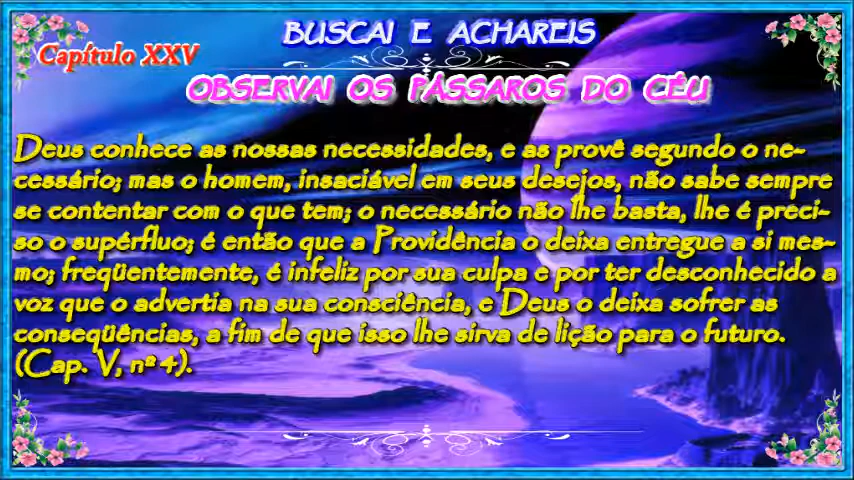 BUSCAI E ACHAREIS
Capítulo XXV
OBSERVAI OS PÁSSAROS DO CÉU
Deus conhece as nossas necessidades, e as provê segundo o ne-
cessário; mas o homem, insaciável em seus desejos, não sabe sempre
se contentar com o que tem; o necessário não lhe basta, lhe é preci-
so o supérfluo; é então que a Providência o deixa entregue a si mes-
mo; freqüentemente, é infeliz por sua culpa e por ter desconhecido a
voz que o advertia na sua consciência, e Deus o deixa sofrer as
conseqüências, a fim de que isso lhe sirva de lição para o futuro.
(Cap. V, nº 4).